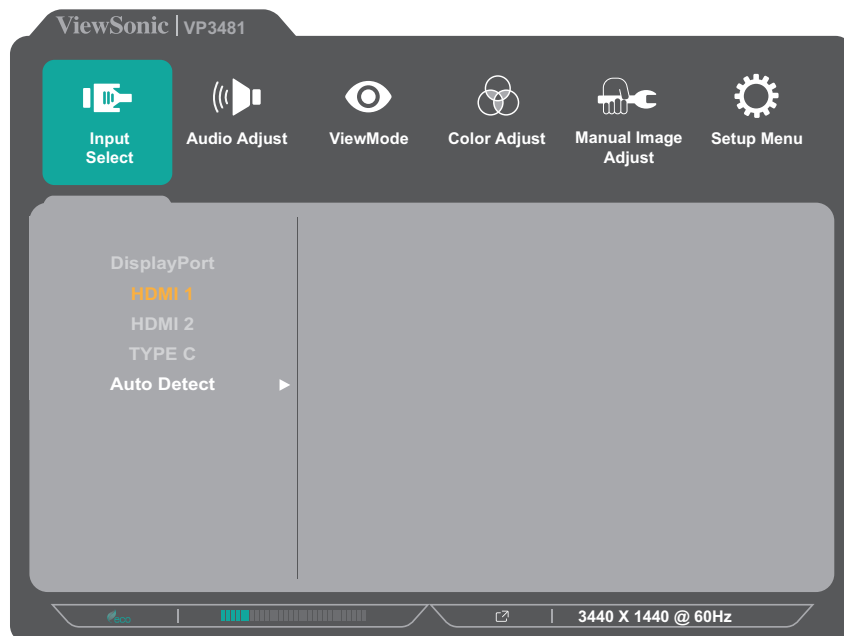 ViewSonic | VP3481
Input
Select
Audio Adjust
ViewMode
Color Adjust
Manual Image
Adjust
Setup Menu
DisplayPort
HDMI 1
HDMI 2
TYPE C
Auto Detect
eco
3440 X 1440 @ 60Hz